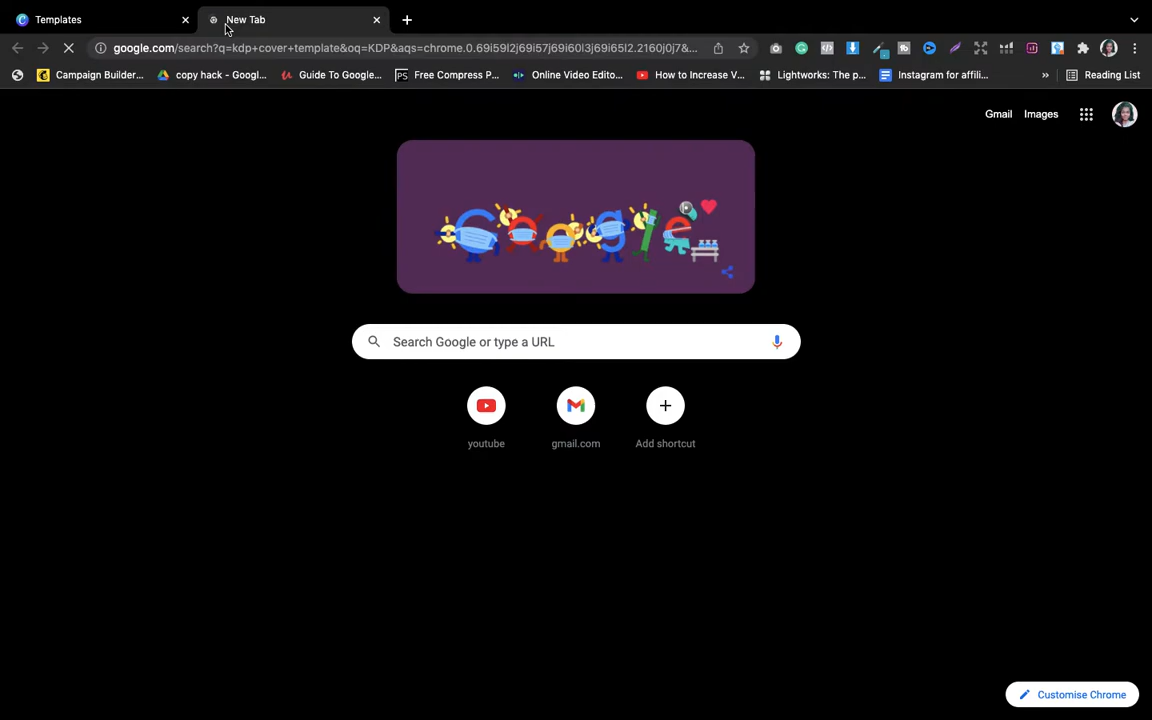 Templates
New Tab
google.com/search?q=kdp+cover+template&oq=KDP&aqs=chrome.0.69i59l2j69i57j69i60l3j69i65l2.2160j0j7&...
Campaign Builder...
copy hack - Googl...
Guide To Google...
PS Free Compress P...
Online Video Edito...
How to Increase V...
Lightworks: The p...
Instagram for affili...
»
Reading List
Gmail
Images
Google
Search Google or type a URL
youtube
gmail.com
Add shortcut
Customise Chrome